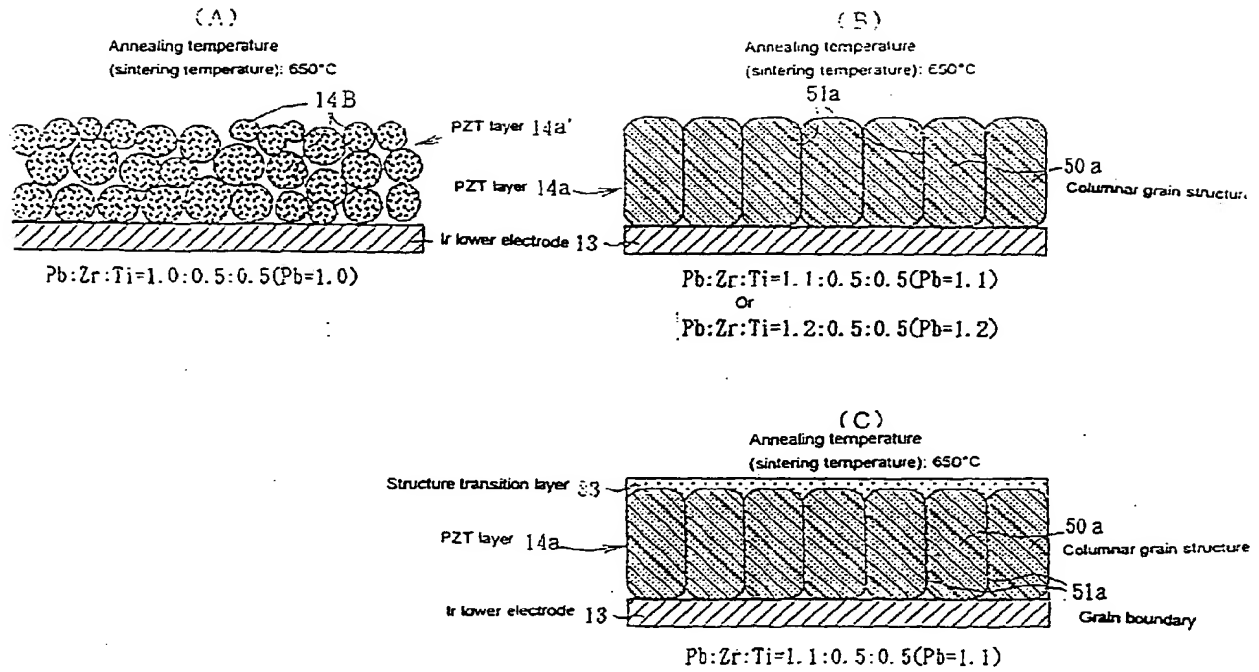 (A)
Annealing temperature
(sintering temperature): 650°C
14B
PZT layer 14a'
PZT layer 14a
Ir lower electrode 13
Pb:Zr:Ti=1.0:0.5:0.5(Pb=1.0)
(B)
Annealing temperature
(sintering temperature): 650°C
51a
50a
Columnar grain structure
Pb:Zr:Ti=1.1:0.5:0.5(Pb=1.1)
Or
Pb:Zr:Ti=1.2:0.5:0.5(Pb=1.2)
(C)
Annealing temperature
(sintering temperature): 650°C
Structure transition layer 33
PZT layer 14a
50a
Columnar grain structure
51a
Grain boundary
Ir lower electrode 13
Pb:Zr:Ti=1.1:0.5:0.5(Pb=1.1)